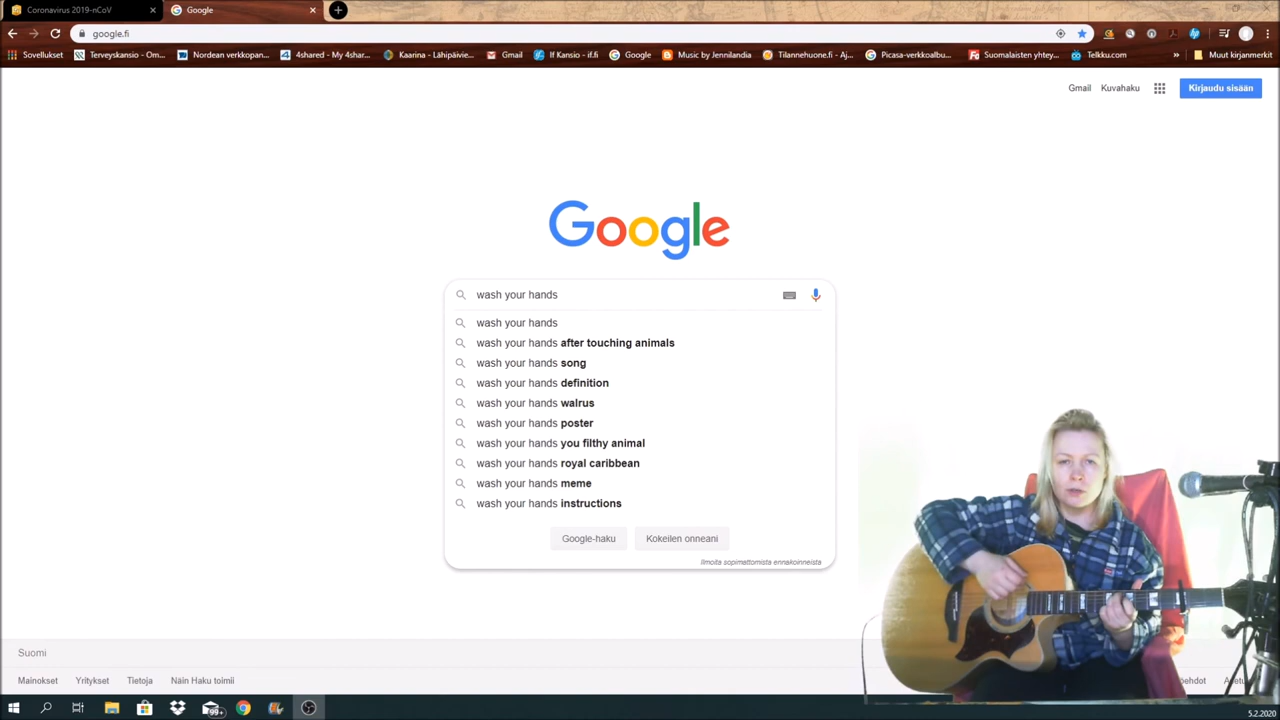 Coronavirus 2019-nCoV
Google
google.fi
Sovellukset
Terveyskansio - Om...
Nordean verkkopan...
4shared - My 4shar...
Kaarina – Lähipäivie...
Gmail
If Kansio - if.fi
Google
Music by Jennilandia
Tilannehuone.fi - Aj...
Picasa-verkkoalbu...
Suomalaisten yhtey...
Telkku.com
»
Muut kirjanmerkit
Gmail
Kuvahaku
Kirjaudu sisään
Google
wash your hands
wash your hands
wash your hands after touching animals
wash your hands song
wash your hands definition
wash your hands walrus
wash your hands poster
wash your hands you filthy animal
wash your hands royal caribbean
wash your hands meme
wash your hands instructions
Google-haku
Kokeilen onneani
Ilmoita sopimattomista ennakoinneista
Suomi
Mainokset
Yritykset
Tietoja
Näin Haku toimii
99+
5.2.2020